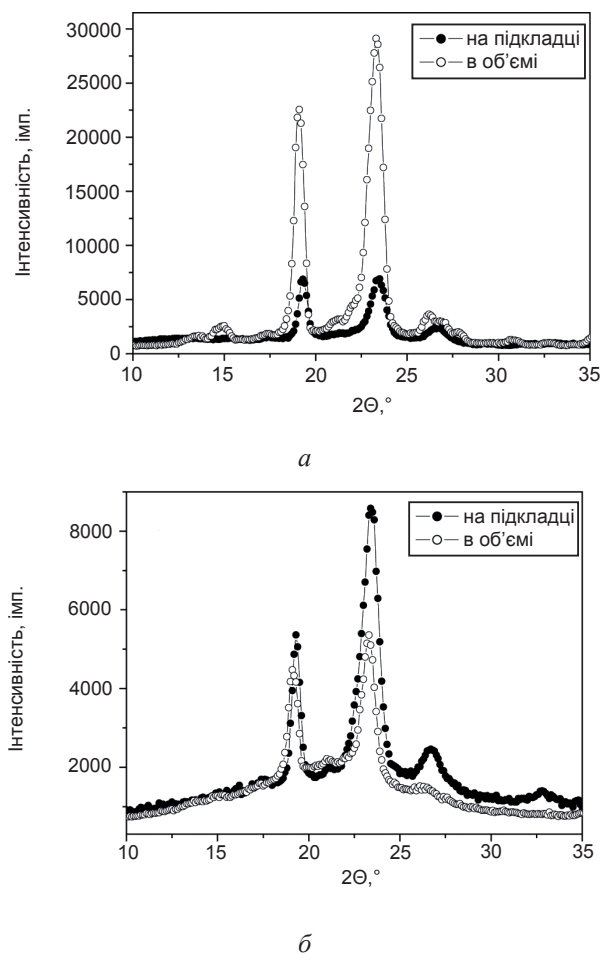 30000
25000
20000
15000
10000
5000
0
Інтенсивність, імп.
на підкладці
в об’ємі
10 15 20 25 30 35
2Θ,°
а
8000
6000
4000
2000
Інтенсивність, імп.
на підкладці
в об’ємі
10 15 20 25 30 35
2Θ,°
б